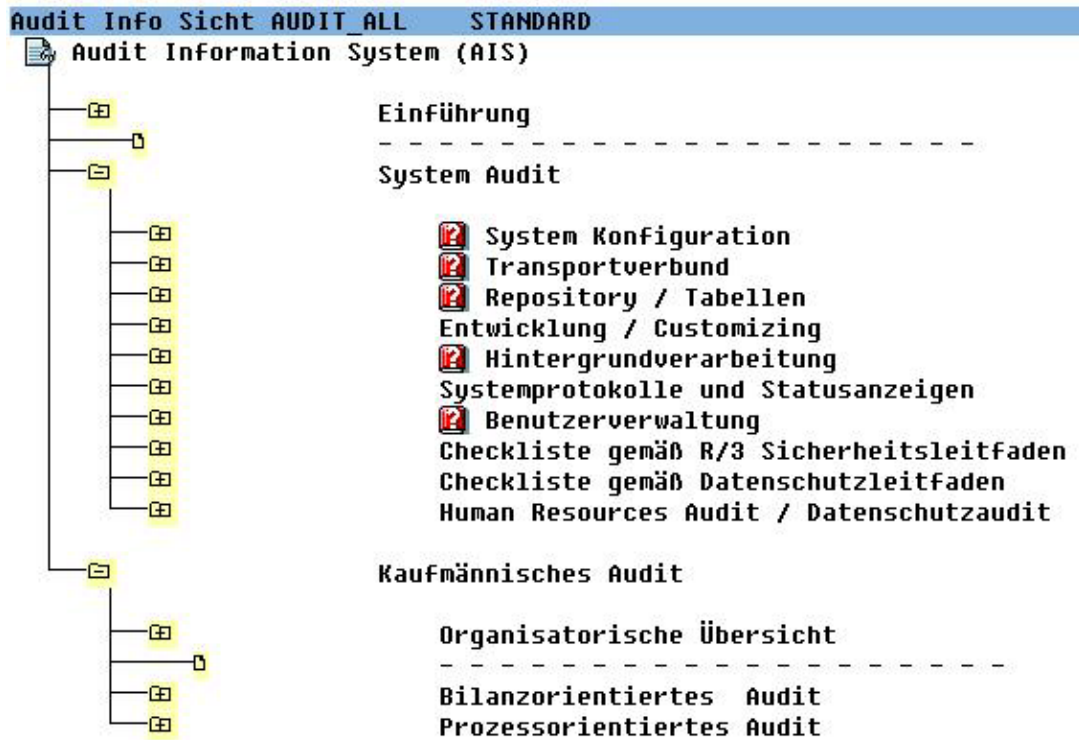 Audit Info Sicht AUDIT_ALL STANDARD
Audit Information System (AIS)
Einführung
- - - - - - - - - - - - - - - - - - - -
System Audit
System Konfiguration
Transportverbund
Repository / Tabellen
Entwicklung / Customizing
Hintergrundverarbeitung
Systemprotokolle und Statusanzeigen
Benutzerverwaltung
Checkliste gemäß R/3 Sicherheitsleitfaden
Checkliste gemäß Datenschutzleitfaden
Human Resources Audit / Datenschutzaudit
Kaufmännisches Audit
Organisatorische Übersicht
- - - - - - - - - - - - - - - - - - -
Bilanzorientiertes Audit
Prozessorientiertes Audit